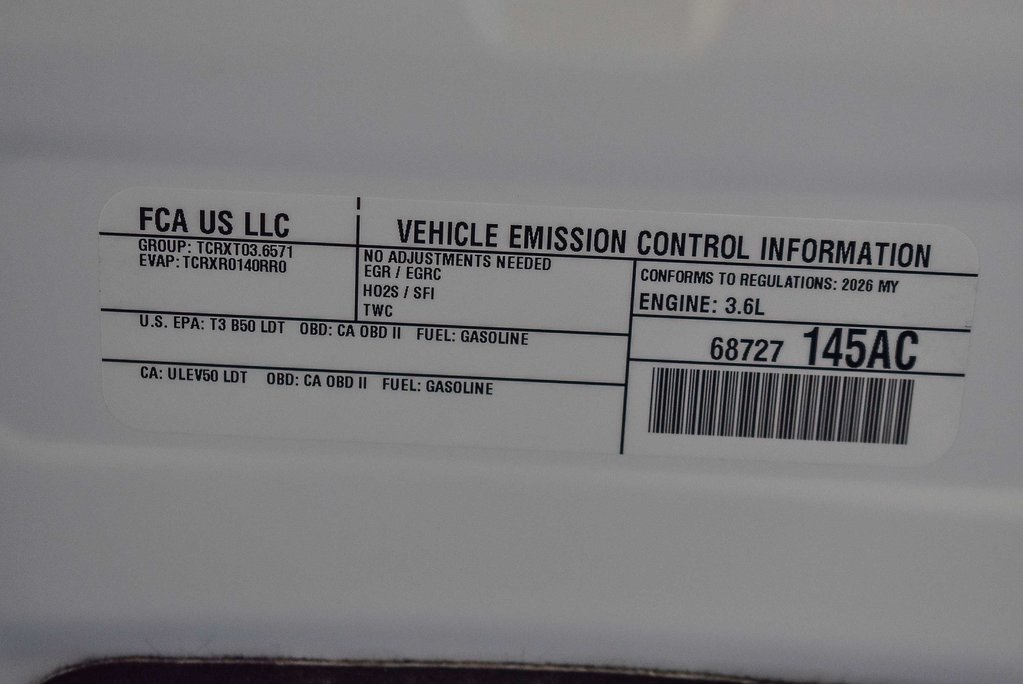 FCA US LLC
VEHICLE EMISSION CONTROL INFORMATION
GROUP: TCRXT03.6571
EVAP: TCRXR0140RR0
NO ADJUSTMENTS NEEDED
EGR / EGRC
HO2S / SFI
TWC
CONFORMS TO REGULATIONS: 2026 MY
ENGINE: 3.6L
U.S. EPA: T3 B50 LDT OBD: CA OBD II FUEL: GASOLINE
68727 145AC
CA: ULEV50 LDT OBD: CA OBD II FUEL: GASOLINE